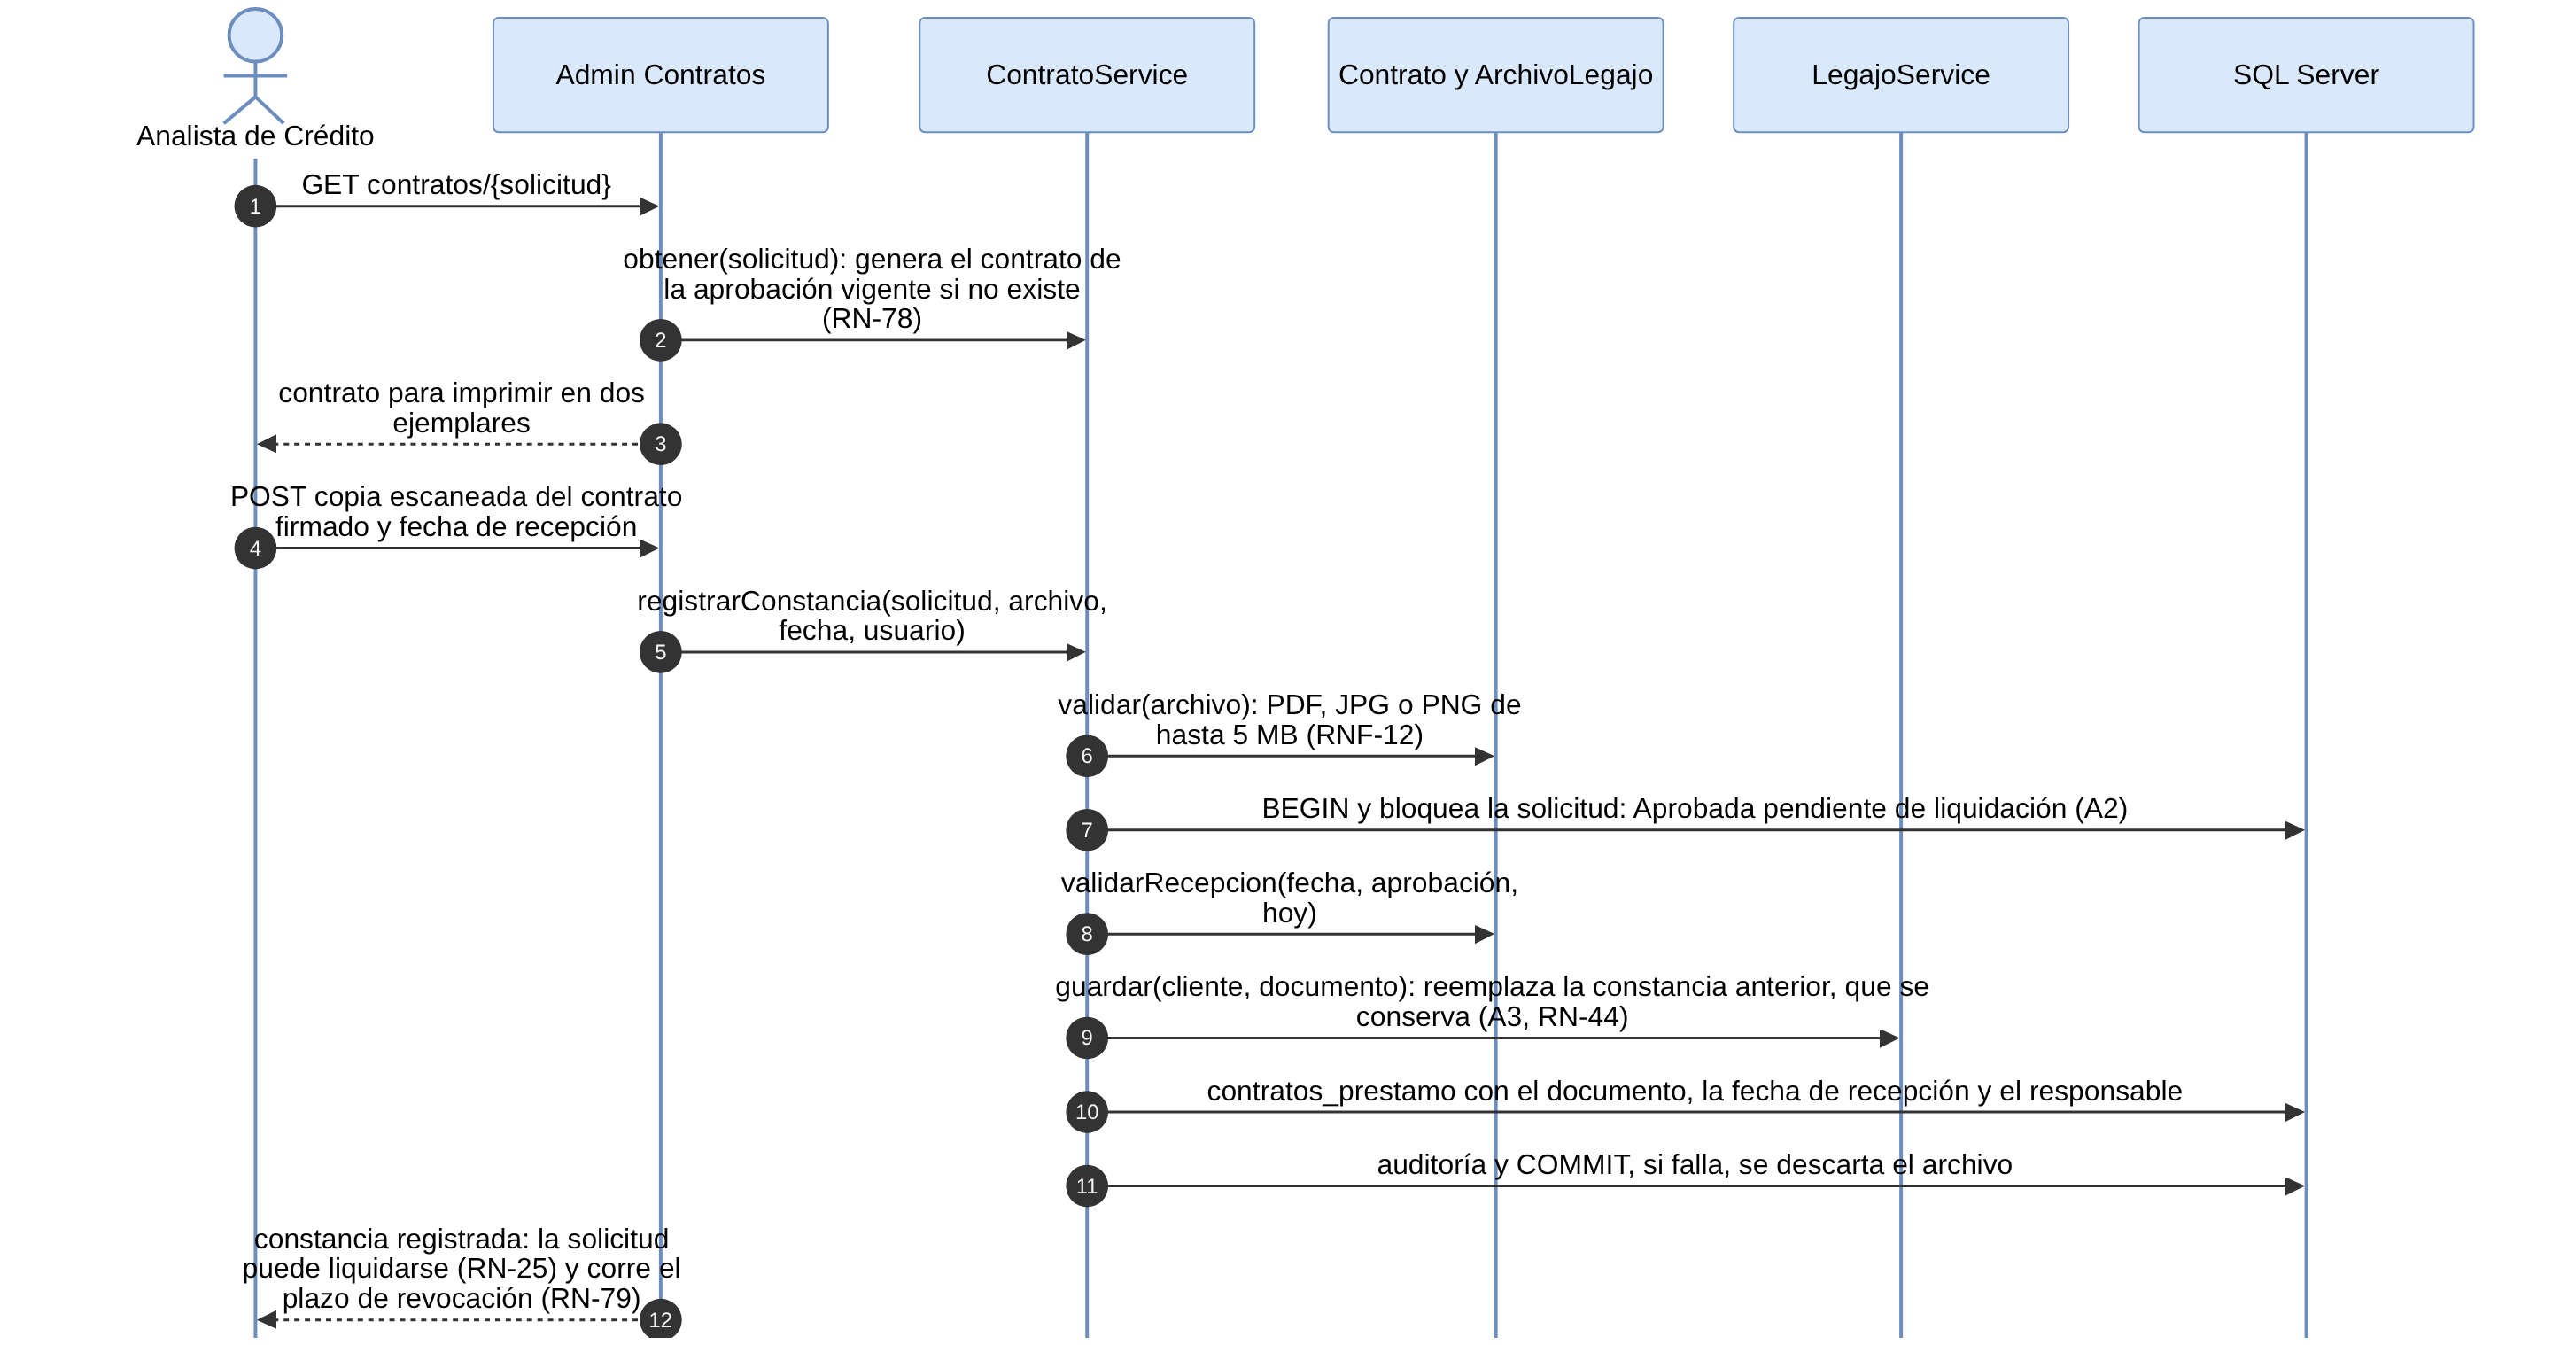 Analista de Crédito
Admin Contratos
ContratoService
Contrato y ArchivoLegajo
LegajoService
SQL Server
GET contratos/{solicitud}
1
obtener(solicitud): genera el contrato de
la aprobación vigente si no existe
(RN-78)
2
contrato para imprimir en dos
ejemplares
3
POST copia escaneada del contrato
firmado y fecha de recepción
4
registrarConstancia(solicitud, archivo,
fecha, usuario)
5
validar(archivo): PDF, JPG o PNG de
hasta 5 MB (RNF-12)
6
BEGIN y bloquea la solicitud: Aprobada pendiente de liquidación (A2)
7
validarRecepcion(fecha, aprobación,
hoy)
8
guardar(cliente, documento): reemplaza la constancia anterior, que se
conserva (A3, RN-44)
9
contratos_prestamo con el documento, la fecha de recepción y el responsable
10
auditoría y COMMIT, si falla, se descarta el archivo
11
constancia registrada: la solicitud
puede liquidarse (RN-25) y corre el
plazo de revocación (RN-79)
12